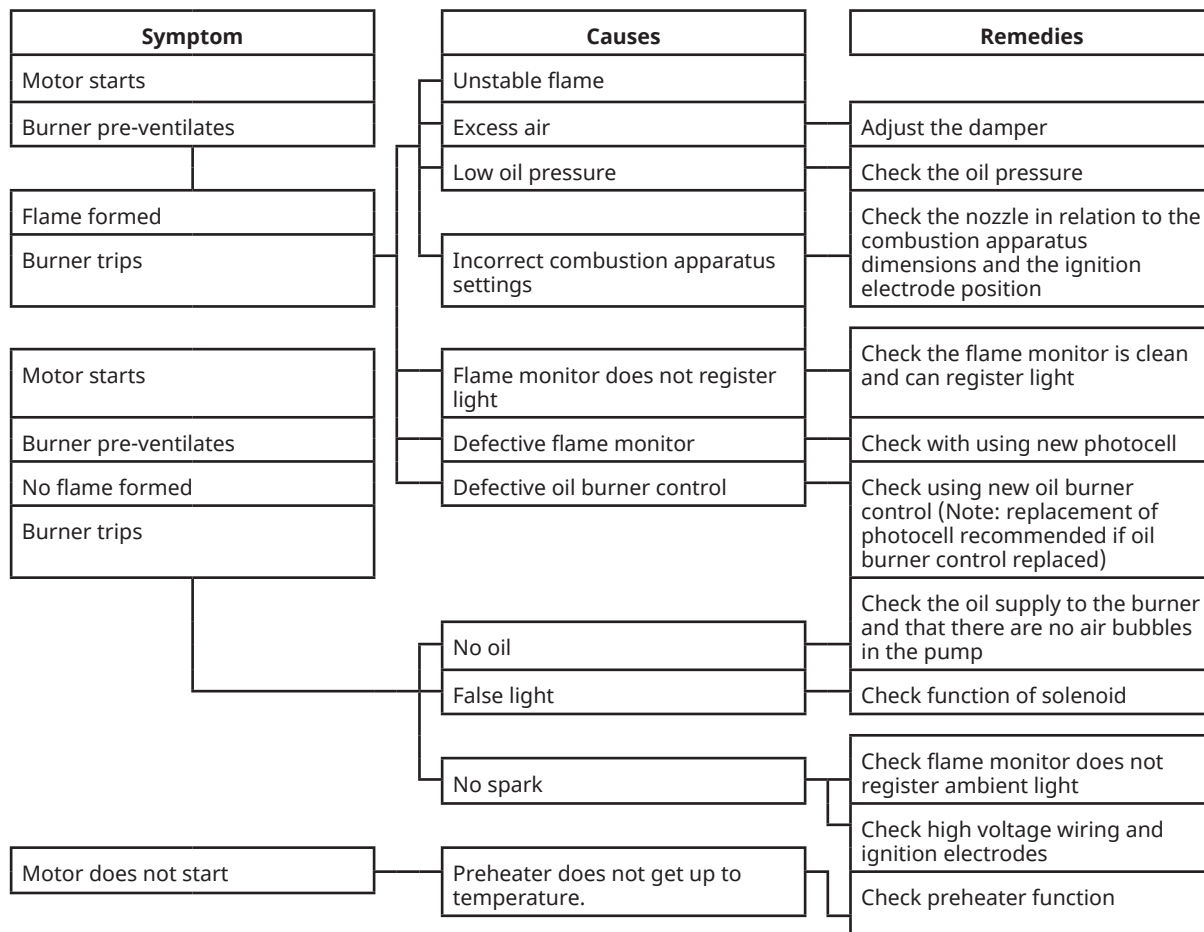 Symptom
Causes
Remedies
Motor starts
Unstable flame
Burner pre-ventilates
Excess air
Adjust the damper
Low oil pressure
Check the oil pressure
Flame formed
Burner trips
Incorrect combustion apparatus
settings
Check the nozzle in relation to the
combustion apparatus
dimensions and the ignition
electrode position
Motor starts
Flame monitor does not register
light
Check the flame monitor is clean
and can register light
Burner pre-ventilates
Defective flame monitor
Check with using new photocell
No flame formed
Defective oil burner control
Check using new oil burner
control (Note: replacement of
photocell recommended if oil
burner control replaced)
Burner trips
No oil
Check the oil supply to the burner
and that there are no air bubbles
in the pump
False light
Check function of solenoid
No spark
Check flame monitor does not
register ambient light
Check high voltage wiring and
ignition electrodes
Motor does not start
Preheater does not get up to
temperature.
Check preheater function